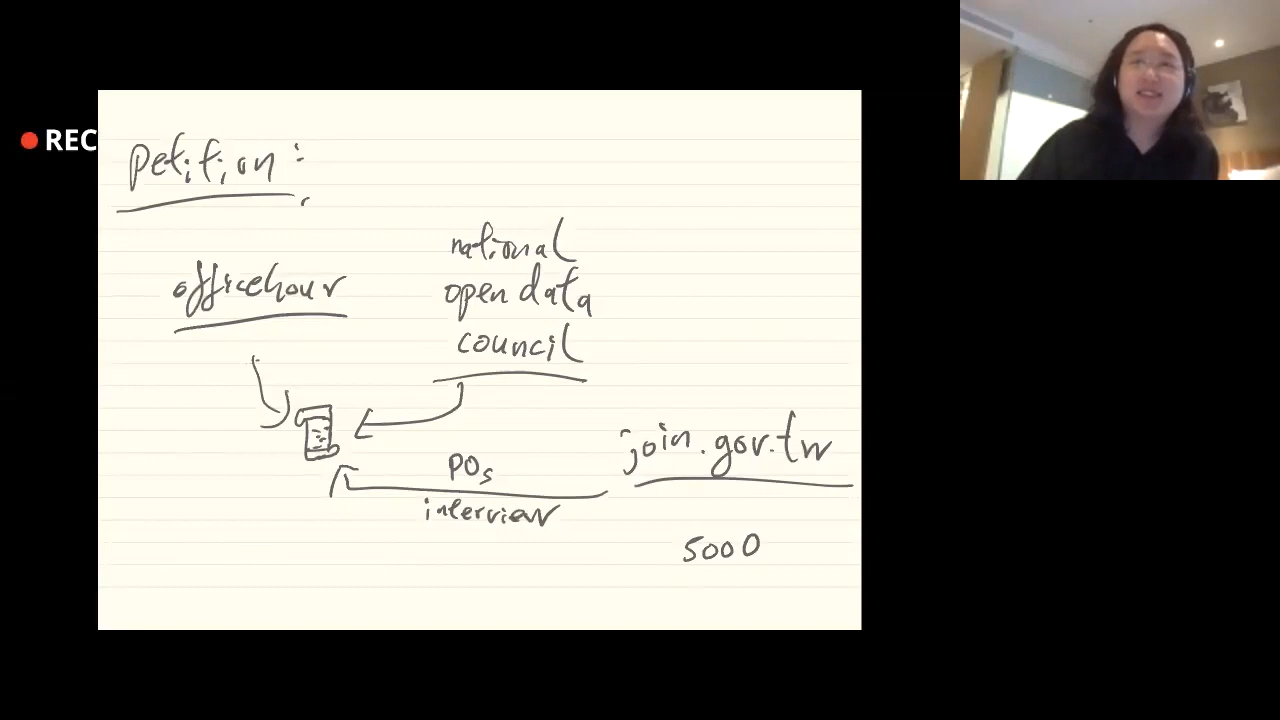 REC
petition:
officehour
national
open data
council
join.gov.tw
POs
interview
5000